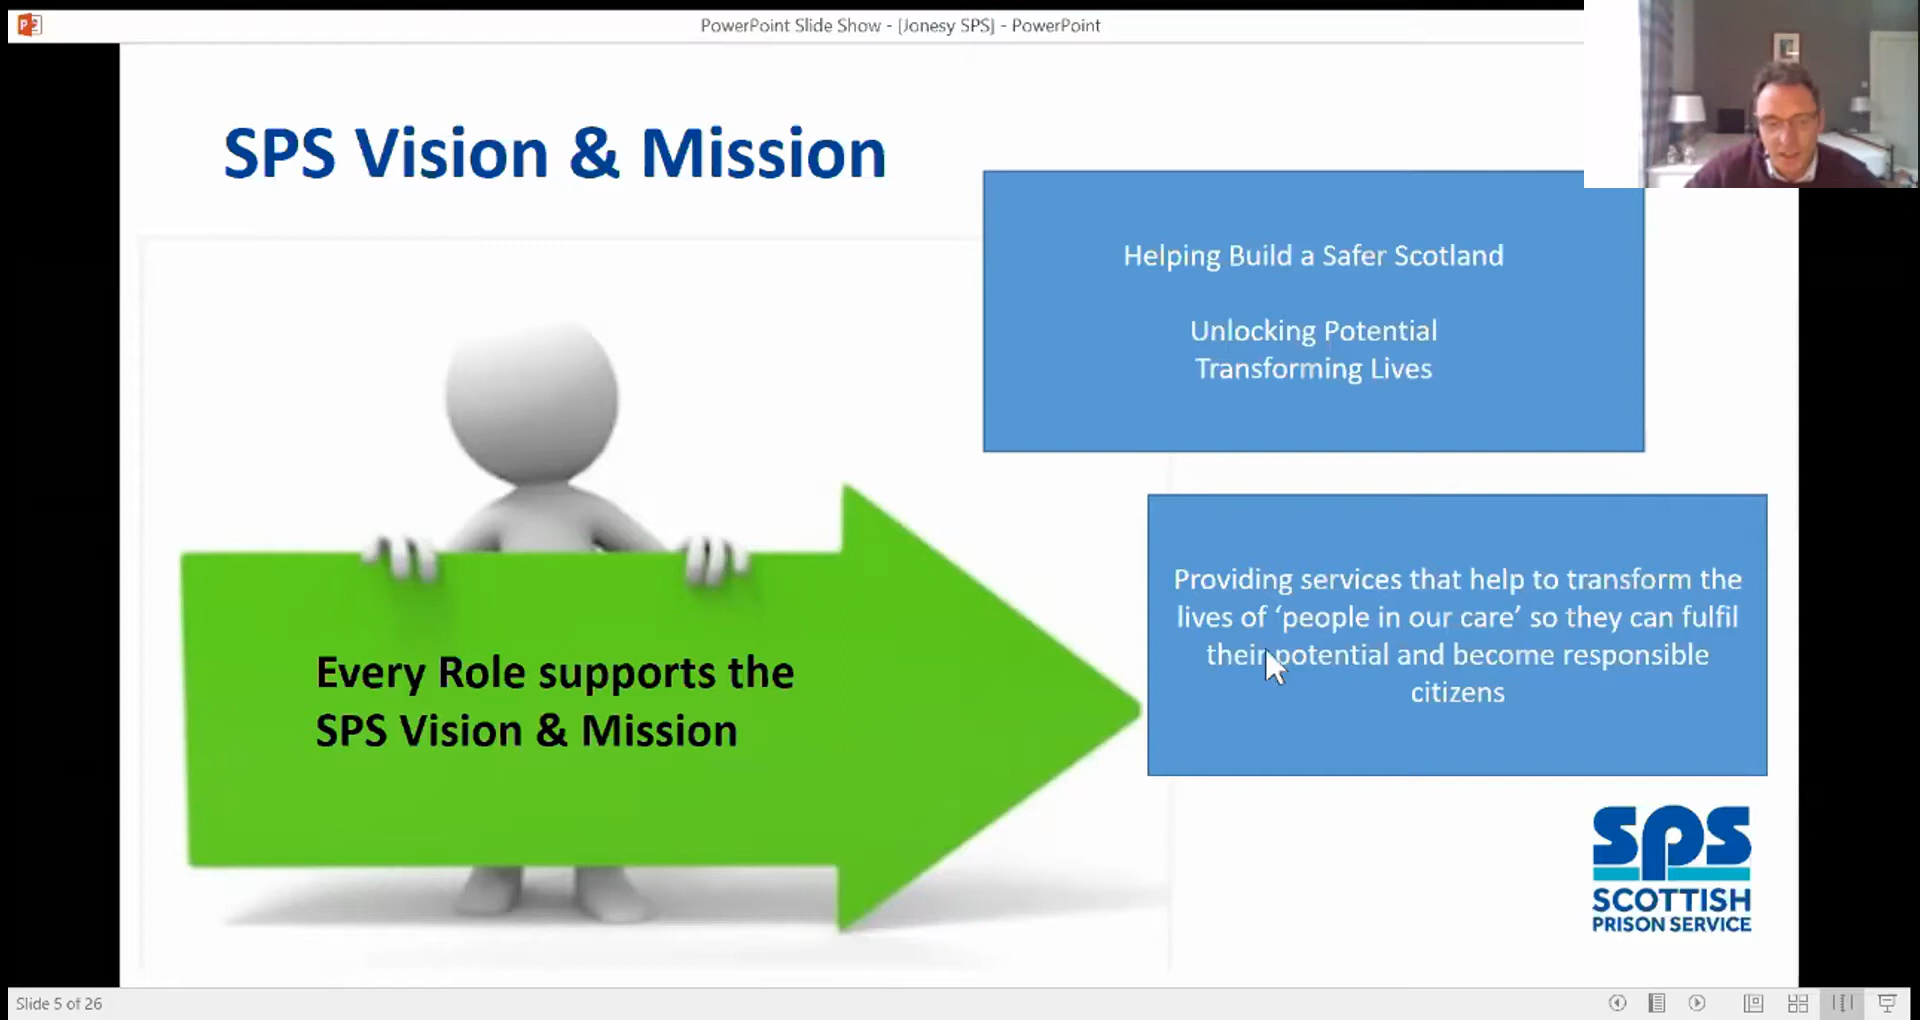 PowerPoint Slide Show - [Jonesy SPS] - PowerPoint
SPS Vision & Mission
Helping Build a Safer Scotland
Unlocking Potential
Transforming Lives
Every Role supports the
SPS Vision & Mission
Providing services that help to transform the
lives of ‘people in our care’ so they can fulfil
their potential and become responsible
citizens
sps
SCOTTISH
PRISON SERVICE
Slide 5 of 26